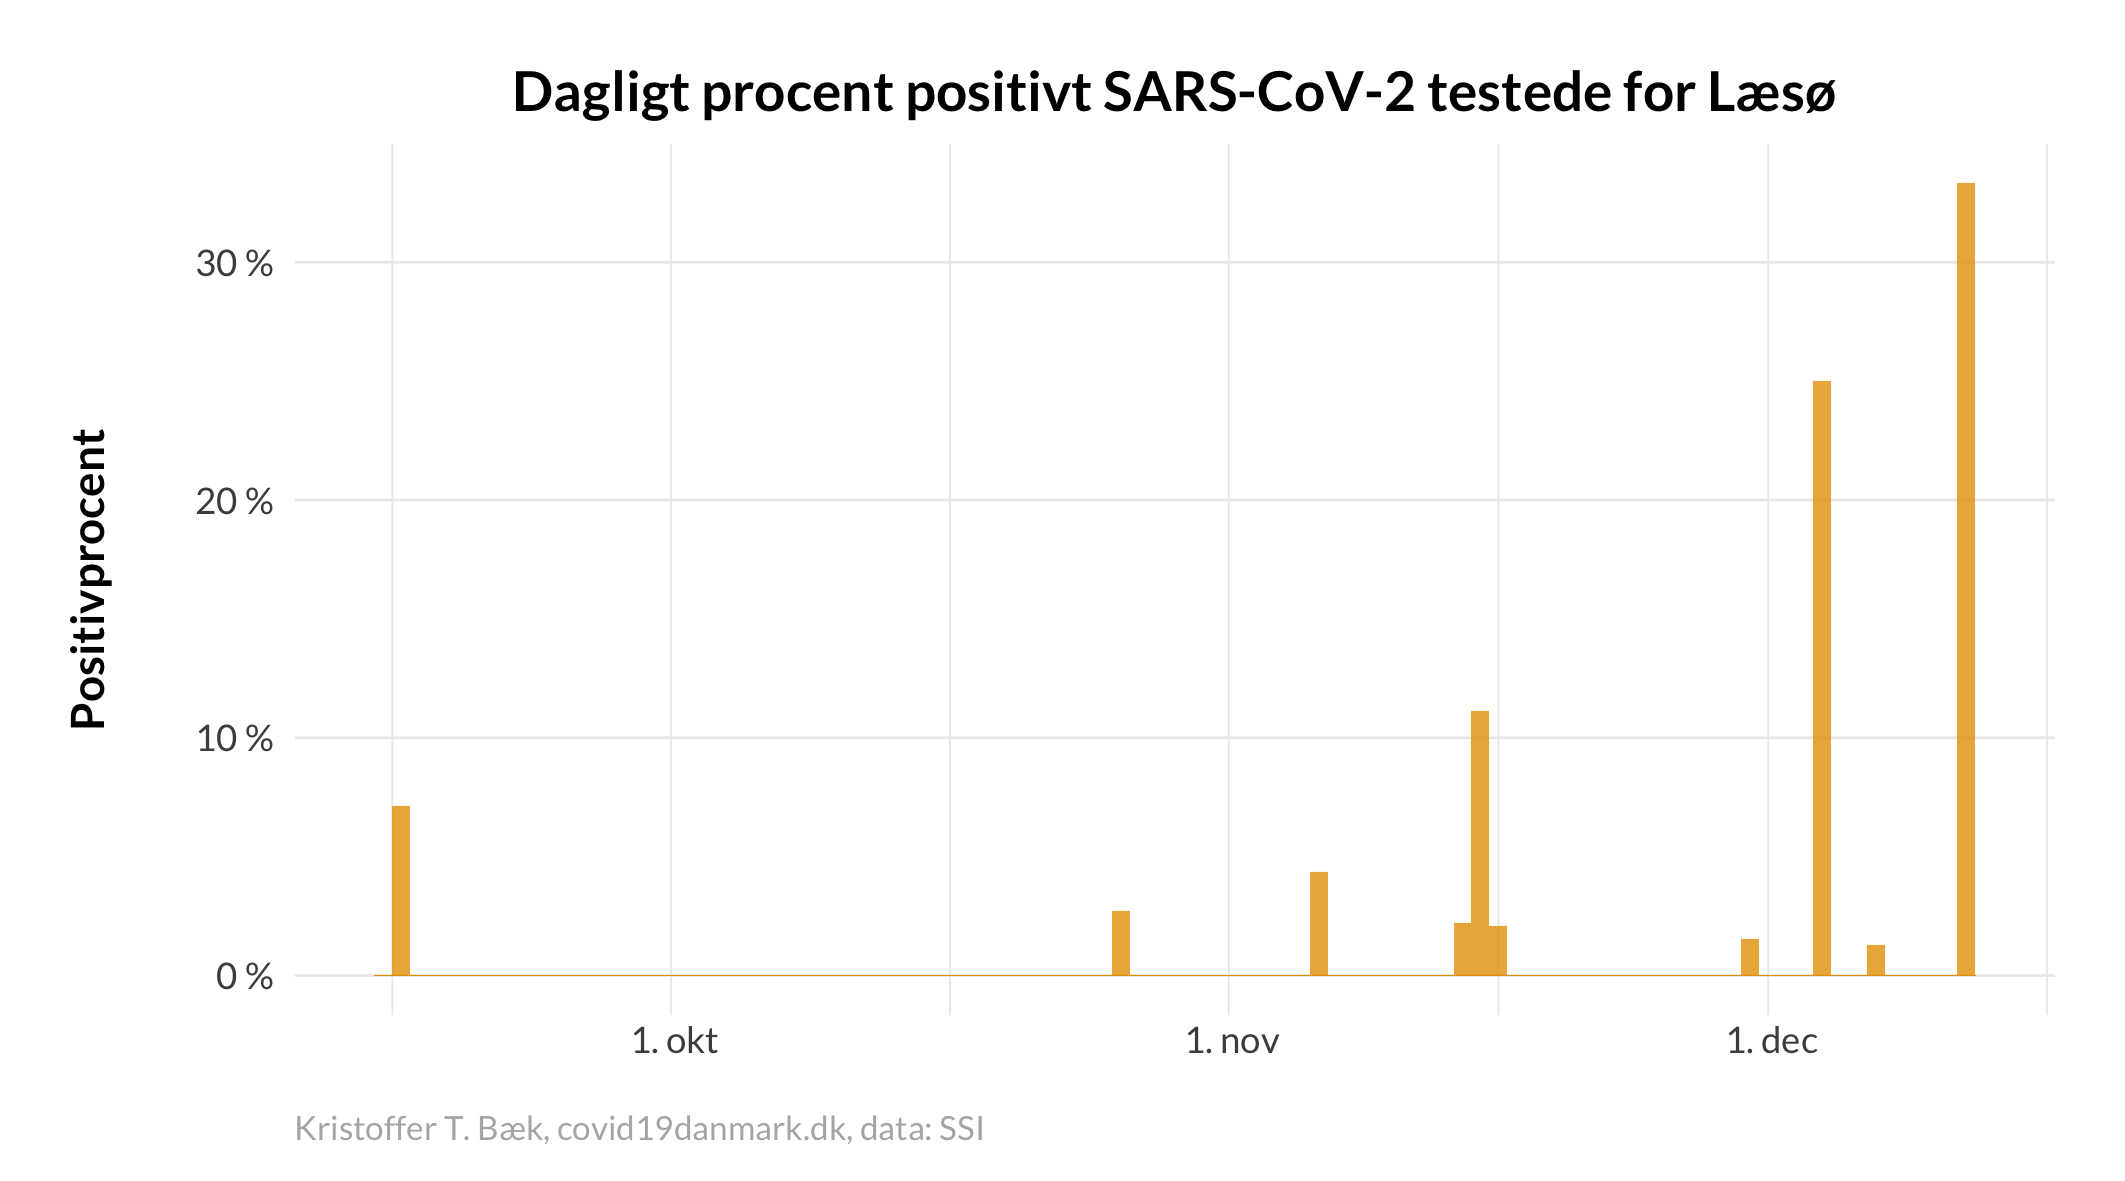 Dagligt procent positivt SARS-CoV-2 testede for Læsø
Positivprocent
30 %
20 %
10 %
0 %
1. okt
1. nov
1. dec
Kristoffer T. Bæk, covid19danmark.dk, data: SSI